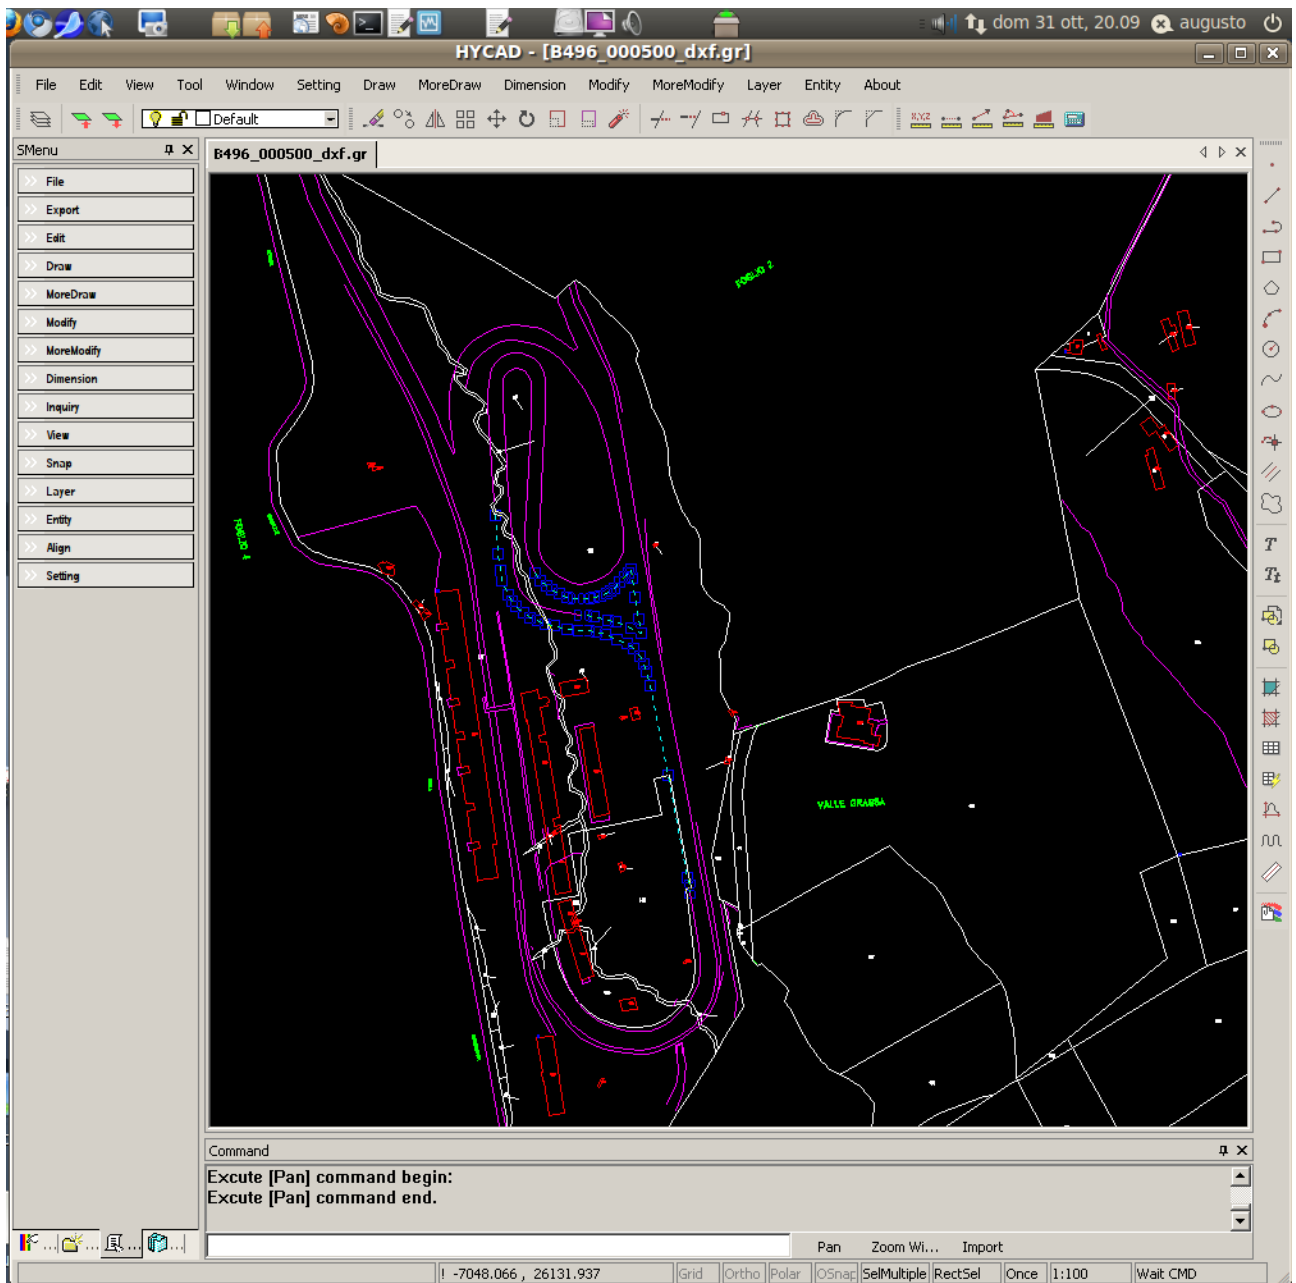 dom 31 ott, 20.09 augusto
HYCAD - [B496_000500_dxf.gr]
File Edit View Tool Window Setting Draw MoreDraw Dimension Modify MoreModify Layer Entity About
Default
X,Y,Z
SMenu
B496_000500_dxf.gr
File
Export
Edit
Draw
MoreDraw
Modify
MoreModify
Dimension
Inquiry
View
Snap
Layer
Entity
Align
Setting
FOGLIO 2
FOGLIO 4
VALLE GRASSA
Command
Excute [Pan] command begin:
Excute [Pan] command end.
Pan Zoom Wi... Import
! -7048.066 , 26131.937 Grid Ortho Polar OSnap SelMultiple RectSel Once 1:100 Wait CMD